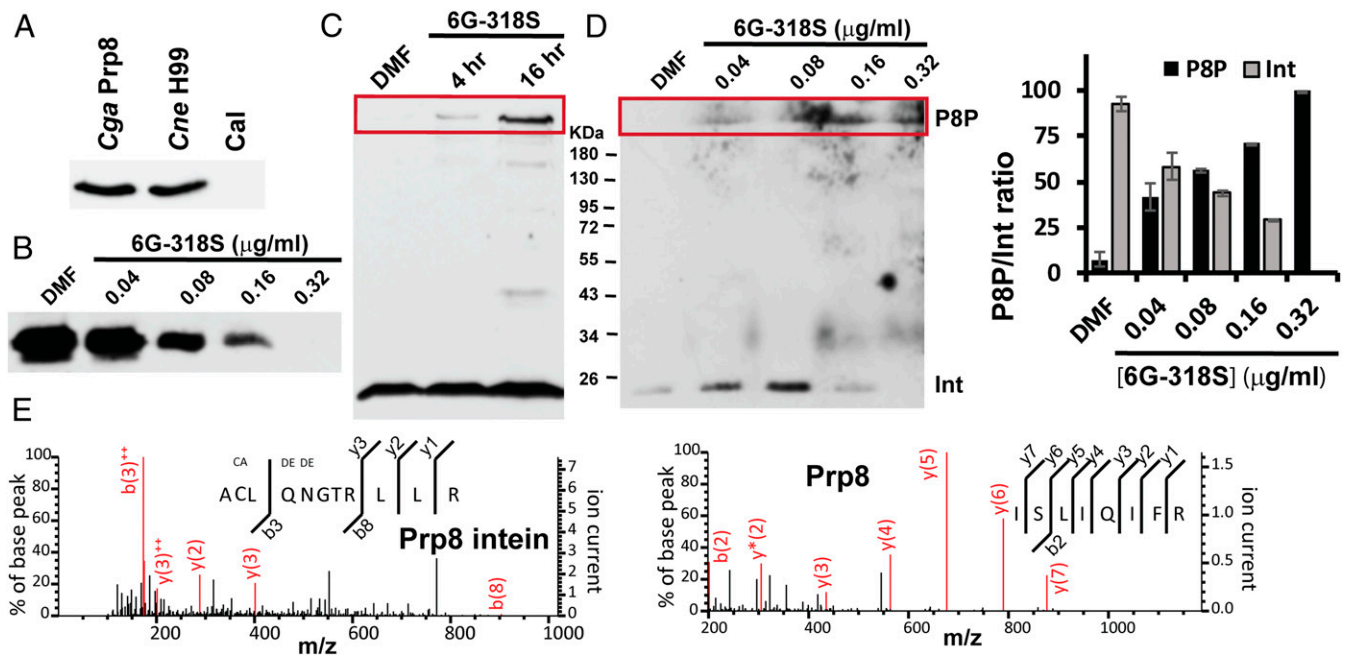 A
Cga Prp8
Cne H99
Cal
B
6G-318S (μg/ml)
DMF
0.04
0.08
0.16
0.32
C
6G-318S
DMF
4 hr
16 hr
KDa
180
130
95
72
55
43
34
26
D
6G-318S (μg/ml)
DMF
0.04
0.08
0.16
0.32
P8P
Int
P8P Int
P8P/Int ratio
100
75
50
25
0
DMF
0.04
0.08
0.16
0.32
[6G-318S] (μg/ml)
E
% of base peak
100
80
60
40
20
0
b(3)++
y(3)++
y(2)
y(3)
b(8)
CA DE DE
y3 y2 y1
ACL QNGTR L L R
b3 b8
Prp8 intein
7
6
5
4
3
2
1
0
ion current
200 400 600 800 1000
m/z
% of base peak
100
80
60
40
20
0
Prp8
b(2)
y*(2)
y(3)
y(4)
y(5)
y(6)
y(7)
y7 y6 y5 y4 y3 y2 y1
I S L I Q I F R
b2
1.5
1.0
0.5
0.0
ion current
200 400 600 800 1000
m/z